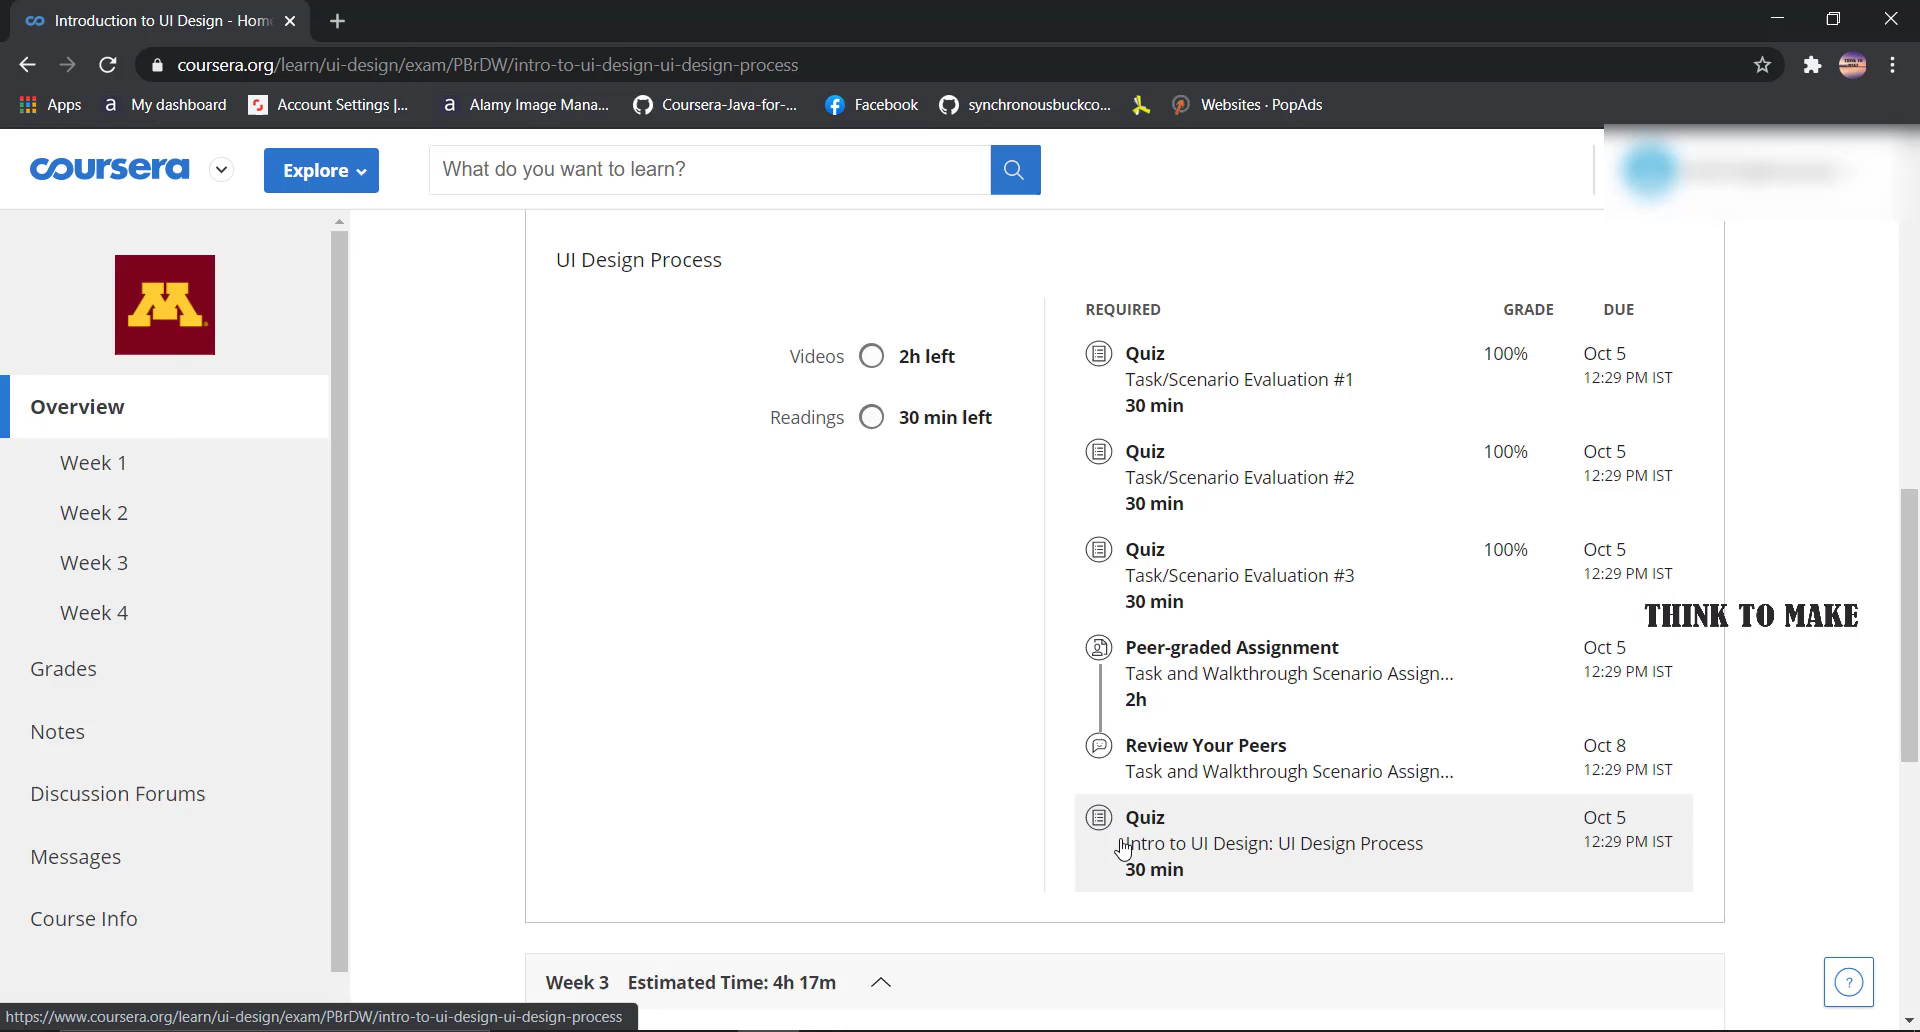 Introduction to UI Design - Hom
coursera.org/learn/ui-design/exam/PBrDW/intro-to-ui-design-ui-design-process
Apps
a My dashboard
Account Settings |...
a Alamy Image Mana...
Coursera-Java-for-...
Facebook
synchronousbuckco...
Websites · PopAds
coursera
Explore
What do you want to learn?
M
Overview
Week 1
Week 2
Week 3
Week 4
Grades
Notes
Discussion Forums
Messages
Course Info
UI Design Process
Videos 2h left
Readings 30 min left
REQUIRED GRADE DUE
Quiz 100% Oct 5
Task/Scenario Evaluation #1 12:29 PM IST
30 min
Quiz 100% Oct 5
Task/Scenario Evaluation #2 12:29 PM IST
30 min
Quiz 100% Oct 5
Task/Scenario Evaluation #3 12:29 PM IST
30 min
THINK TO MAKE
Peer-graded Assignment Oct 5
Task and Walkthrough Scenario Assign... 12:29 PM IST
2h
Review Your Peers Oct 8
Task and Walkthrough Scenario Assign... 12:29 PM IST
Quiz Oct 5
Intro to UI Design: UI Design Process 12:29 PM IST
30 min
Week 3 Estimated Time: 4h 17m
?
https://www.coursera.org/learn/ui-design/exam/PBrDW/intro-to-ui-design-ui-design-process